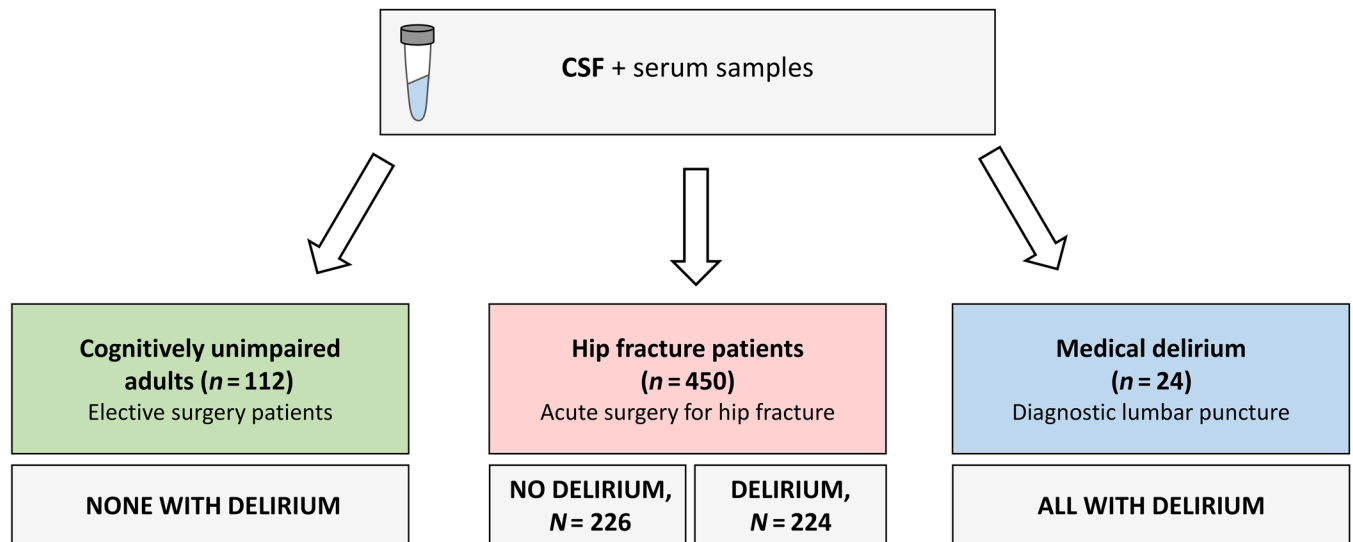 CSF + serum samples
Cognitively unimpaired
adults (n = 112)
Elective surgery patients
NONE WITH DELIRIUM
Hip fracture patients
(n = 450)
Acute surgery for hip fracture
NO DELIRIUM,
N = 226
DELIRIUM,
N = 224
Medical delirium
(n = 24)
Diagnostic lumbar puncture
ALL WITH DELIRIUM